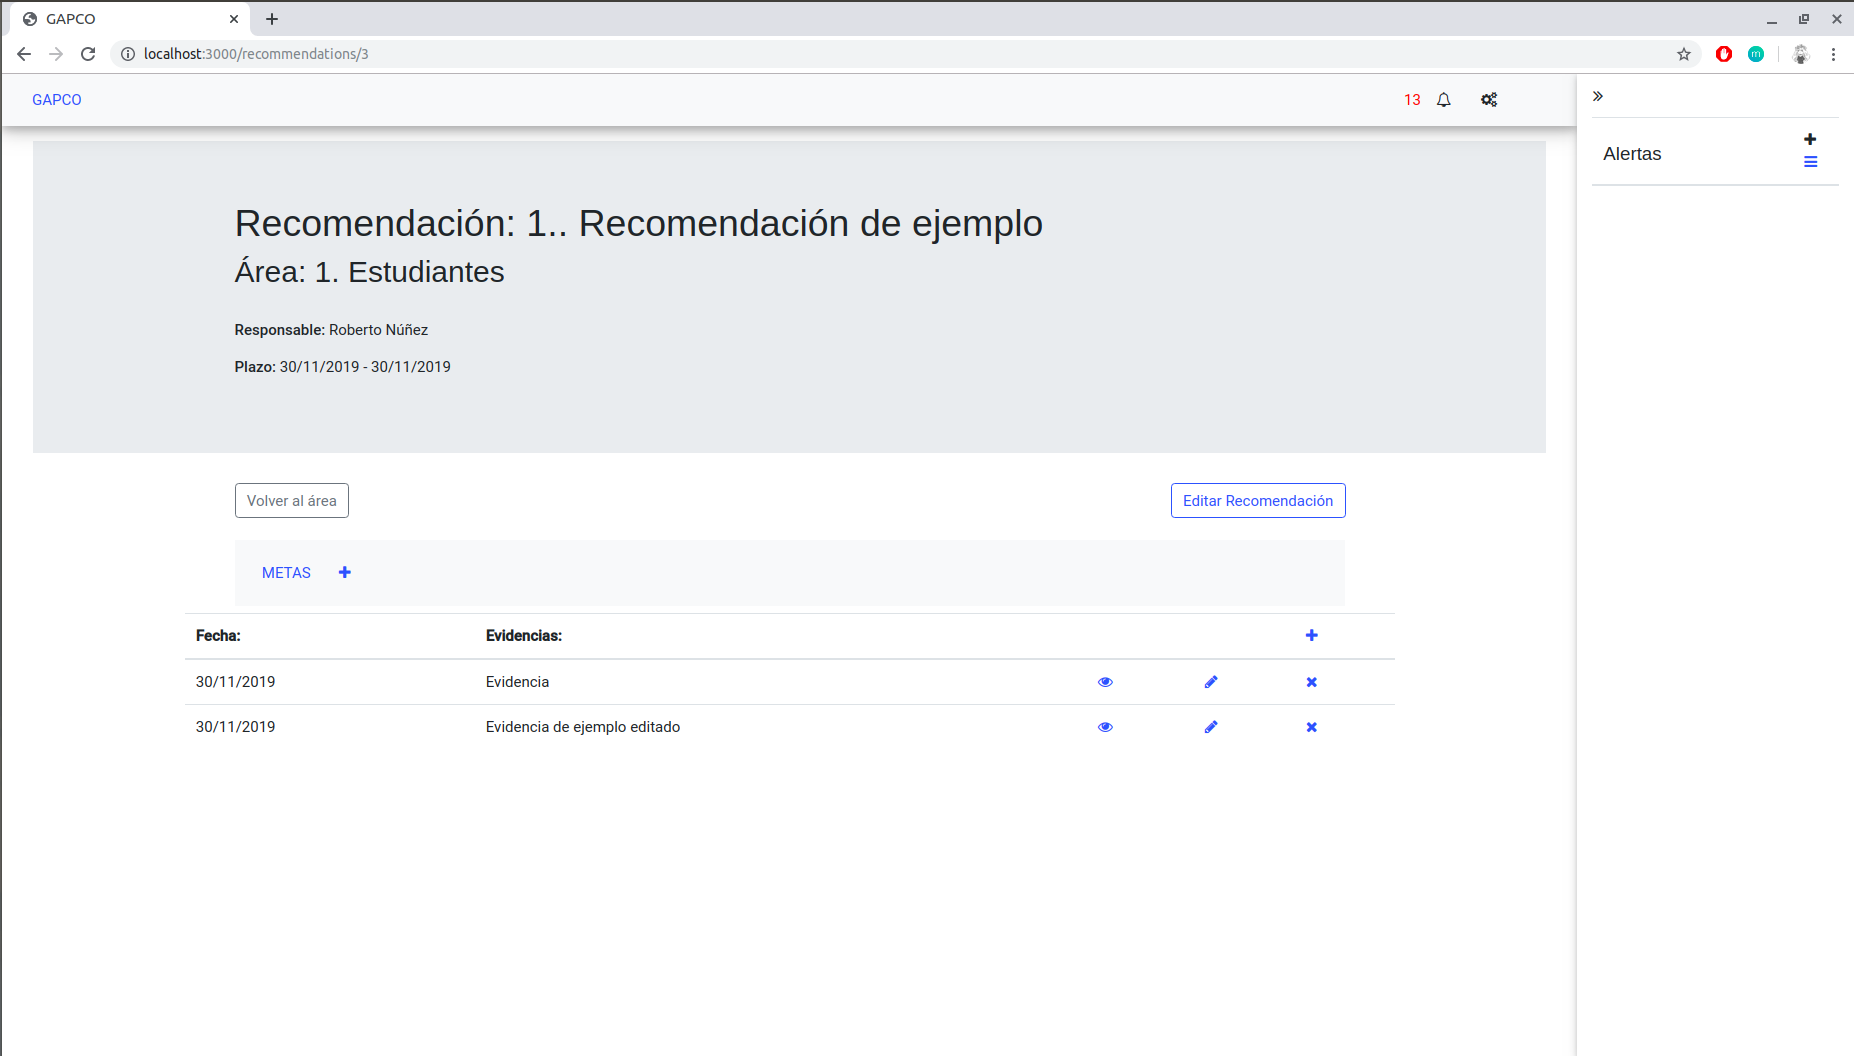 GAPCO
localhost:3000/recommendations/3
GAPCO
13
Alertas
Recomendación: 1.. Recomendación de ejemplo
Área: 1. Estudiantes
Responsable: Roberto Núñez
Plazo: 30/11/2019 - 30/11/2019
Volver al área
Editar Recomendación
METAS
Fecha: Evidencias:
30/11/2019 Evidencia
30/11/2019 Evidencia de ejemplo editado